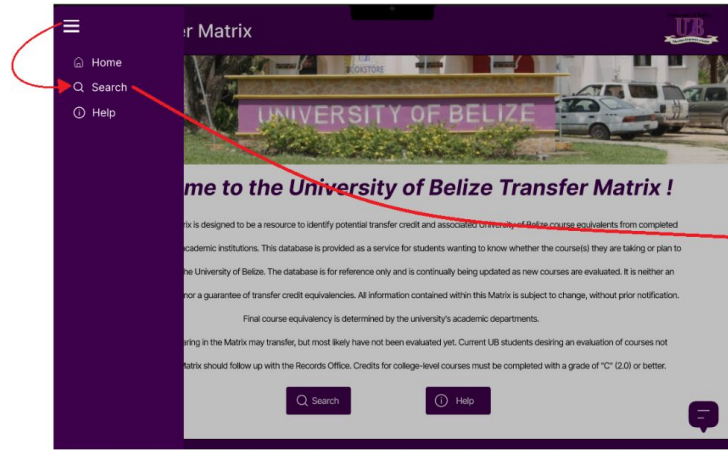 er Matrix
UB
Home
Search
Help
BOOKSTORE
UNIVERSITY OF BELIZE
me to the University of Belize Transfer Matrix !
rix is designed to be a resource to identify potential transfer credit and associated University of Belize course equivalents from completed
academic institutions. This database is provided as a service for students wanting to know whether the course(s) they are taking or plan to
he University of Belize. The database is for reference only and is continually being updated as new courses are evaluated. It is neither an
nor a guarantee of transfer credit equivalencies. All information contained within this Matrix is subject to change, without prior notification.
Final course equivalency is determined by the university's academic departments.
aring in the Matrix may transfer, but most likely have not been evaluated yet. Current UB students desiring an evaluation of courses not
Matrix should follow up with the Records Office. Credits for college-level courses must be completed with a grade of "C" (2.0) or better.
Search
Help